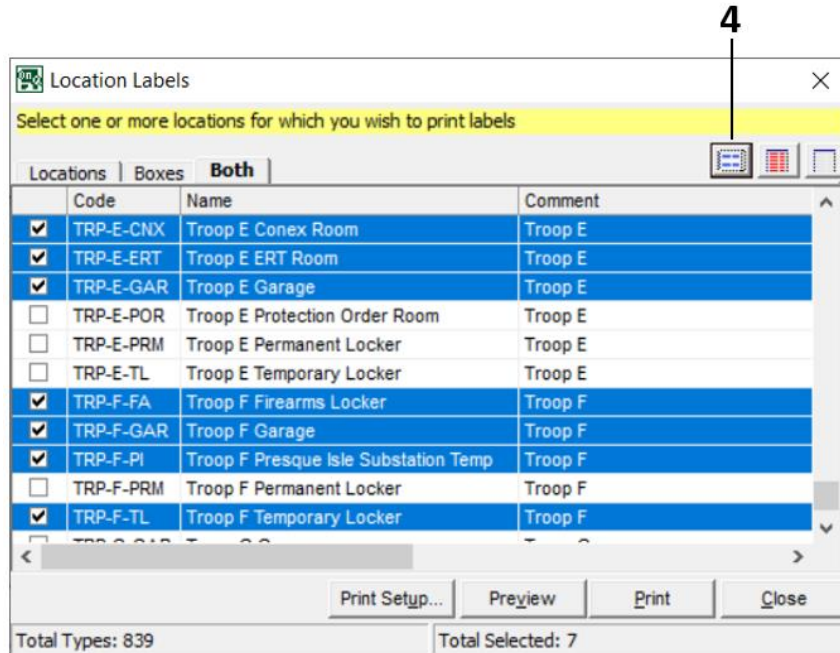 4
Location Labels
Select one or more locations for which you wish to print labels
Locations Boxes Both
Code Name Comment
TRP-E-CNX Troop E Conex Room Troop E
TRP-E-ERT Troop E ERT Room Troop E
TRP-E-GAR Troop E Garage Troop E
TRP-E-POR Troop E Protection Order Room Troop E
TRP-E-PRM Troop E Permanent Locker Troop E
TRP-E-TL Troop E Temporary Locker Troop E
TRP-F-FA Troop F Firearms Locker Troop F
TRP-F-GAR Troop F Garage Troop F
TRP-F-PI Troop F Presque Isle Substation Temp Troop F
TRP-F-PRM Troop F Permanent Locker Troop F
TRP-F-TL Troop F Temporary Locker Troop F
Print Setup... Preview Print Close
Total Types: 839 Total Selected: 7